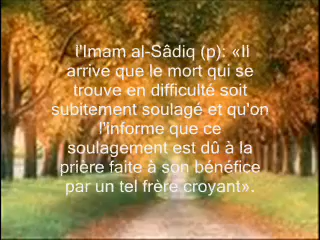 l'Imam al-Sâdiq (p): «Il
arrive que le mort qui se
trouve en difficulté soit
subitement soulagé et qu'on
l'informe que ce
soulagement est dû à la
prière faite à son bénéfice
par un tel frère croyant».